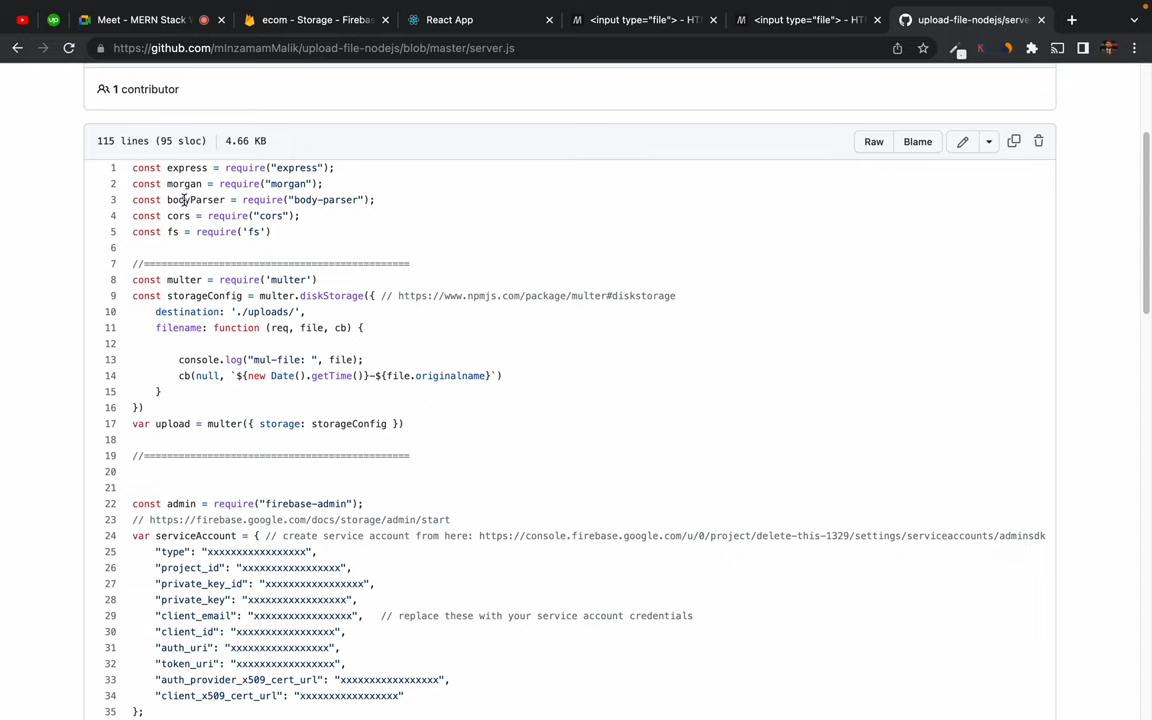 Meet - MERN Stack
ecom - Storage - Firebas
React App
<input type="file"> - HT
<input type="file"> - HT
upload-file-nodejs/serve
https://github.com/mInzamamMalik/upload-file-nodejs/blob/master/server.js
1 contributor
115 lines (95 sloc) 4.66 KB
Raw Blame
1 const express = require("express");
2 const morgan = require("morgan");
3 const bodyParser = require("body-parser");
4 const cors = require("cors");
5 const fs = require('fs')
6
7 //==============================================
8 const multer = require('multer')
9 const storageConfig = multer.diskStorage({ // https://www.npmjs.com/package/multer#diskstorage
10 destination: './uploads/',
11 filename: function (req, file, cb) {
12
13 console.log("mul-file: ", file);
14 cb(null, `${new Date().getTime()}-${file.originalname}`)
15 }
16 })
17 var upload = multer({ storage: storageConfig })
18
19 //==============================================
20
21
22 const admin = require("firebase-admin");
23 // https://firebase.google.com/docs/storage/admin/start
24 var serviceAccount = { // create service account from here: https://console.firebase.google.com/u/0/project/delete-this-1329/settings/serviceaccounts/adminsdk
25 "type": "xxxxxxxxxxxxxxxxx",
26 "project_id": "xxxxxxxxxxxxxxxxx",
27 "private_key_id": "xxxxxxxxxxxxxxxxx",
28 "private_key": "xxxxxxxxxxxxxxxxx",
29 "client_email": "xxxxxxxxxxxxxxxxx", // replace these with your service account credentials
30 "client_id": "xxxxxxxxxxxxxxxxx",
31 "auth_uri": "xxxxxxxxxxxxxxxxx",
32 "token_uri": "xxxxxxxxxxxxxxxxx",
33 "auth_provider_x509_cert_url": "xxxxxxxxxxxxxxxxx",
34 "client_x509_cert_url": "xxxxxxxxxxxxxxxxx"
35 };